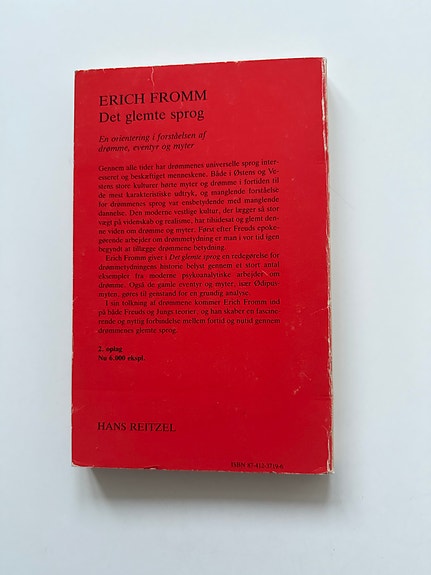 ERICH FROMM
Det glemte sprog
En orientering i forståelsen af
drømme, eventyr og myter
Gennem alle tider har drømmenes universelle sprog inter-
esseret og beskæftiget menneskene. Både i Østens og Ve-
stens store kulturer hørte myter og drømme i fortiden til
de mest karakteristiske udtryk, og manglende forståelse
for drømmenes sprog var ensbetydende med manglende
dannelse. Den moderne vestlige kultur, der lægger så stor
vægt på videnskab og realisme, har tilsidesat og glemt den-
ne viden om drømme og myter. Først efter Freuds epoke-
gørende arbejder om drømmetydning er man i vor tid igen
begyndt at tillægge drømmene betydning.
Erich Fromm giver i Det glemte sprog en redegørelse for
drømmetydningens historie belyst gennem et stort antal
eksempler fra moderne psykoanalytiske arbejder om
drømme. Også de gamle eventyr og myter, især Ødipus-
myten, gøres til genstand for en grundig analyse.
I sin tolkning af drømmene kommer Erich Fromm ind
på både Freuds og Jungs teorier, og han skaber en fascine-
rende og nyttig forbindelse mellem fortid og nutid gennem
drømmenes glemte sprog.
2. oplag
Nu 6.000 ekspl.
HANS REITZEL
ISBN 87-412-